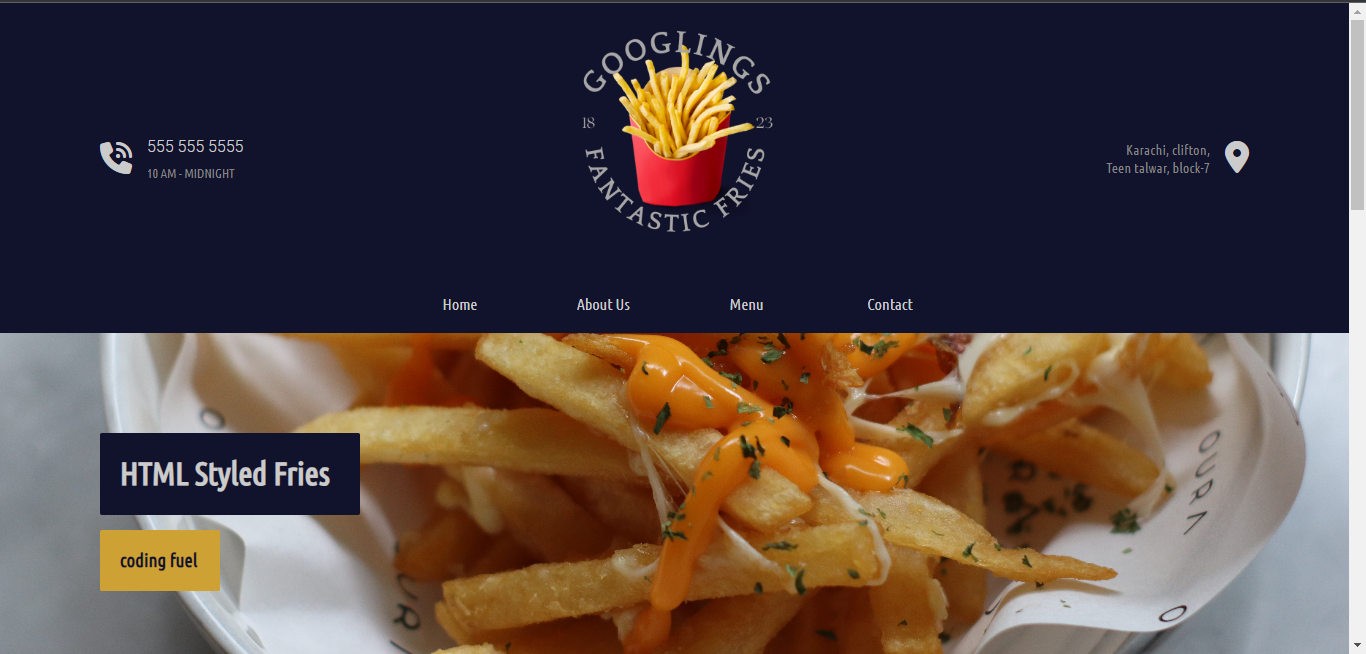 GOOGLINGS
18 23
FANTASTIC FRIES
555 555 5555
10 AM - MIDNIGHT
Karachi, clifton,
Teen talwar, block-7
Home About Us Menu Contact
HTML Styled Fries
coding fuel